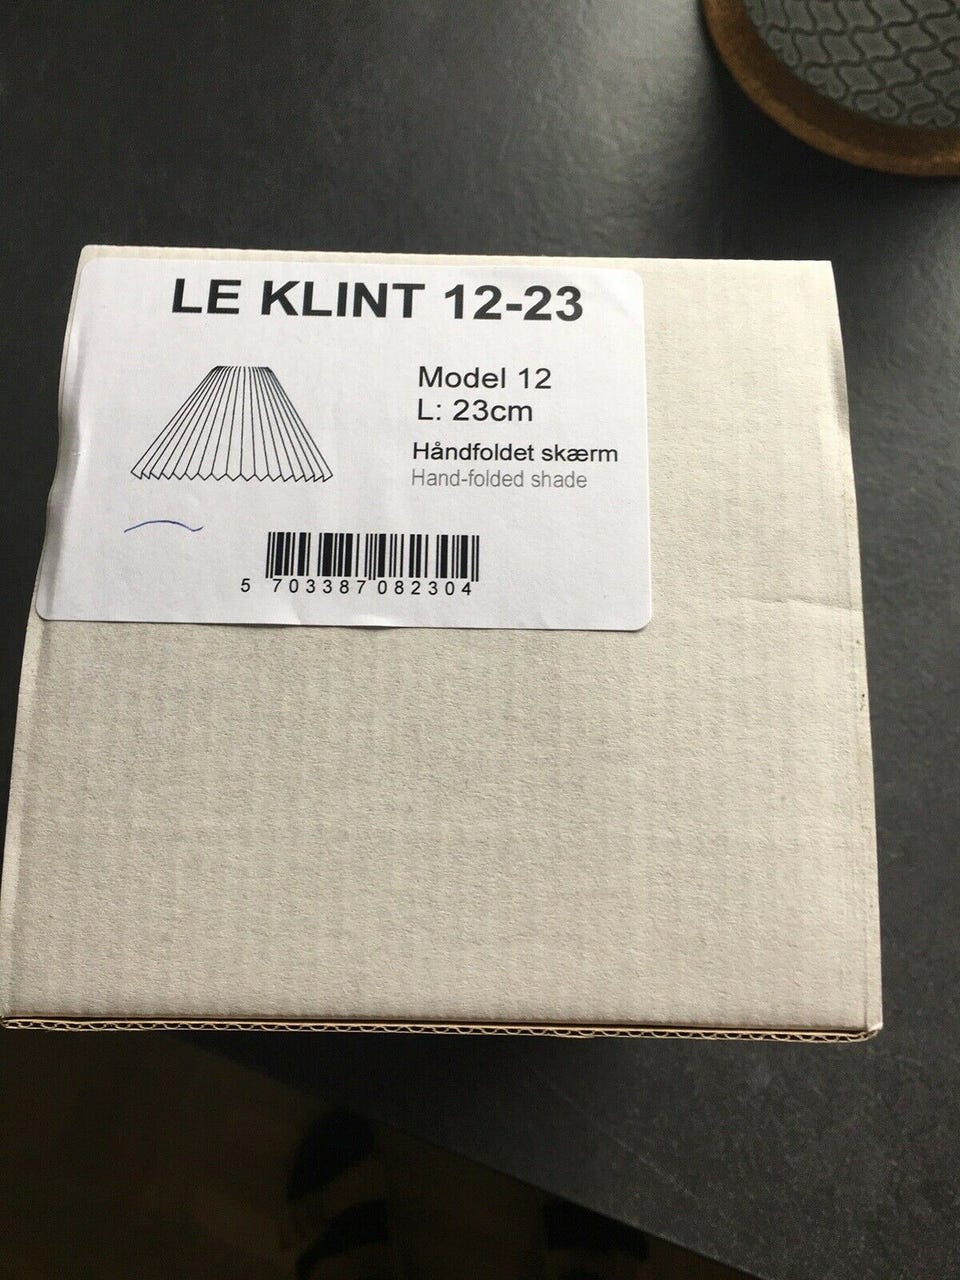 LE KLINT 12-23
Model 12
L: 23cm
Håndfoldet skærm
Hand-folded shade
5 703387 082304